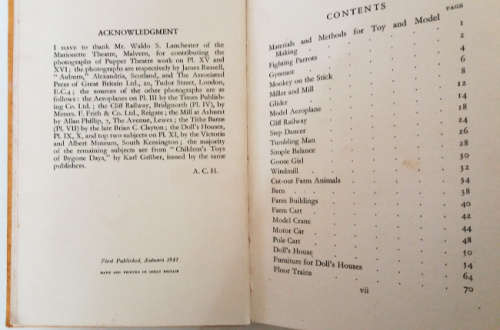 ACKNOWLEDGMENT
I HAVE to thank Mr. Waldo S. Lanchester of the
Marionette Theatre, Malvern, for contributing the
photographs of Puppet Theatre work on Pl. XV and
XVI; the photographs are respectively by James Russell,
Alexandria, Scotland, and The Associated
Press of Great Britain Ltd., Tudor Street, London,
E.C.4; the sources of the other photographs are as
follows: the Aeroplanes on Pl. III by the Times Publish-
ing Co. Ltd.; the Cliff Railway, Bridgnorth (Pl. IV), by
Messrs. F. Frith & Co. Ltd., Reigate; the Mill at
by Allan Phillip, 7, The Avenue, Lewes; the Tithe Barns
(Pl. VII) by the late Brian C. Clayton; the Doll's Houses,
Pl. IX, X, and top two subjects on Pl. XI, by the Victoria
and Albert Museum, South Kensington; the majority
of the remaining subjects are from "Children's Toys
of Bygone Days," by Karl Gröber, issued by the same
publishers.
A. C. H.
First Published, Autumn
MADE AND PRINTED IN GREAT BRITAIN
CONTENTS
PAGE
Materials and Methods for Toy and Model
Making . 1
Fighting Parrots . 2
Gymnast . 4
Monkey on the Stick . 6
Miller and Mill . 8
Glider . 12
Model Aeroplane . 14
Cliff Railway . 18
Step Dancer . 24
Tumbling Man . 26
Simple Balance . 28
Goose Girl . 30
Windmill . 32
Cut-out Farm Animals . 34
Barn . 38
Farm Buildings . 40
Farm Cart . 42
Model Crane . 44
Motor Car . 48
Pole Cart . 50
Doll's House . 54
Furniture for Doll's Houses . 64
Floor Trains . 70
vii